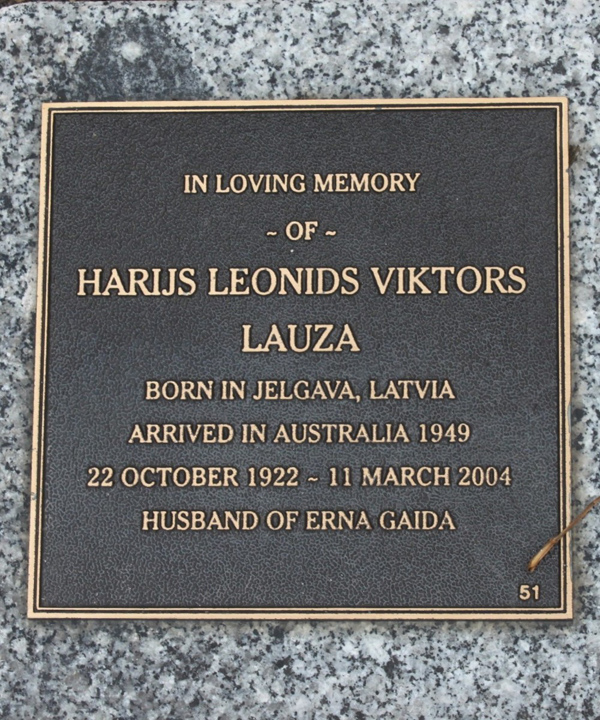 IN LOVING MEMORY
~ OF ~
HARIJS LEONIDS VIKTORS
LAUZA
BORN IN JELGAVA, LATVIA
ARRIVED IN AUSTRALIA 1949
22 OCTOBER 1922 ~ 11 MARCH 2004
HUSBAND OF ERNA GAIDA
51